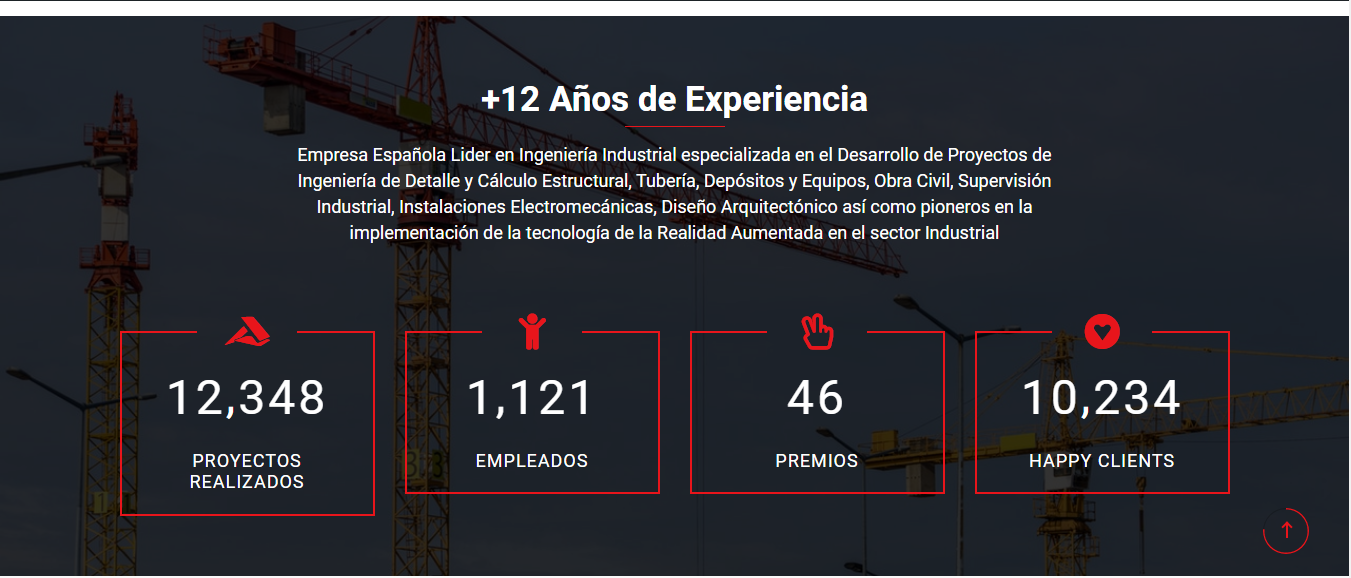 +12 Años de Experiencia
Empresa Española Lider en Ingeniería Industrial especializada en el Desarrollo de Proyectos de
Ingeniería de Detalle y Cálculo Estructural, Tubería, Depósitos y Equipos, Obra Civil, Supervisión
Industrial, Instalaciones Electromecánicas, Diseño Arquitectónico así como pioneros en la
implementación de la tecnología de la Realidad Aumentada en el sector Industrial
12,348
PROYECTOS
REALIZADOS
1,121
EMPLEADOS
46
PREMIOS
10,234
HAPPY CLIENTS